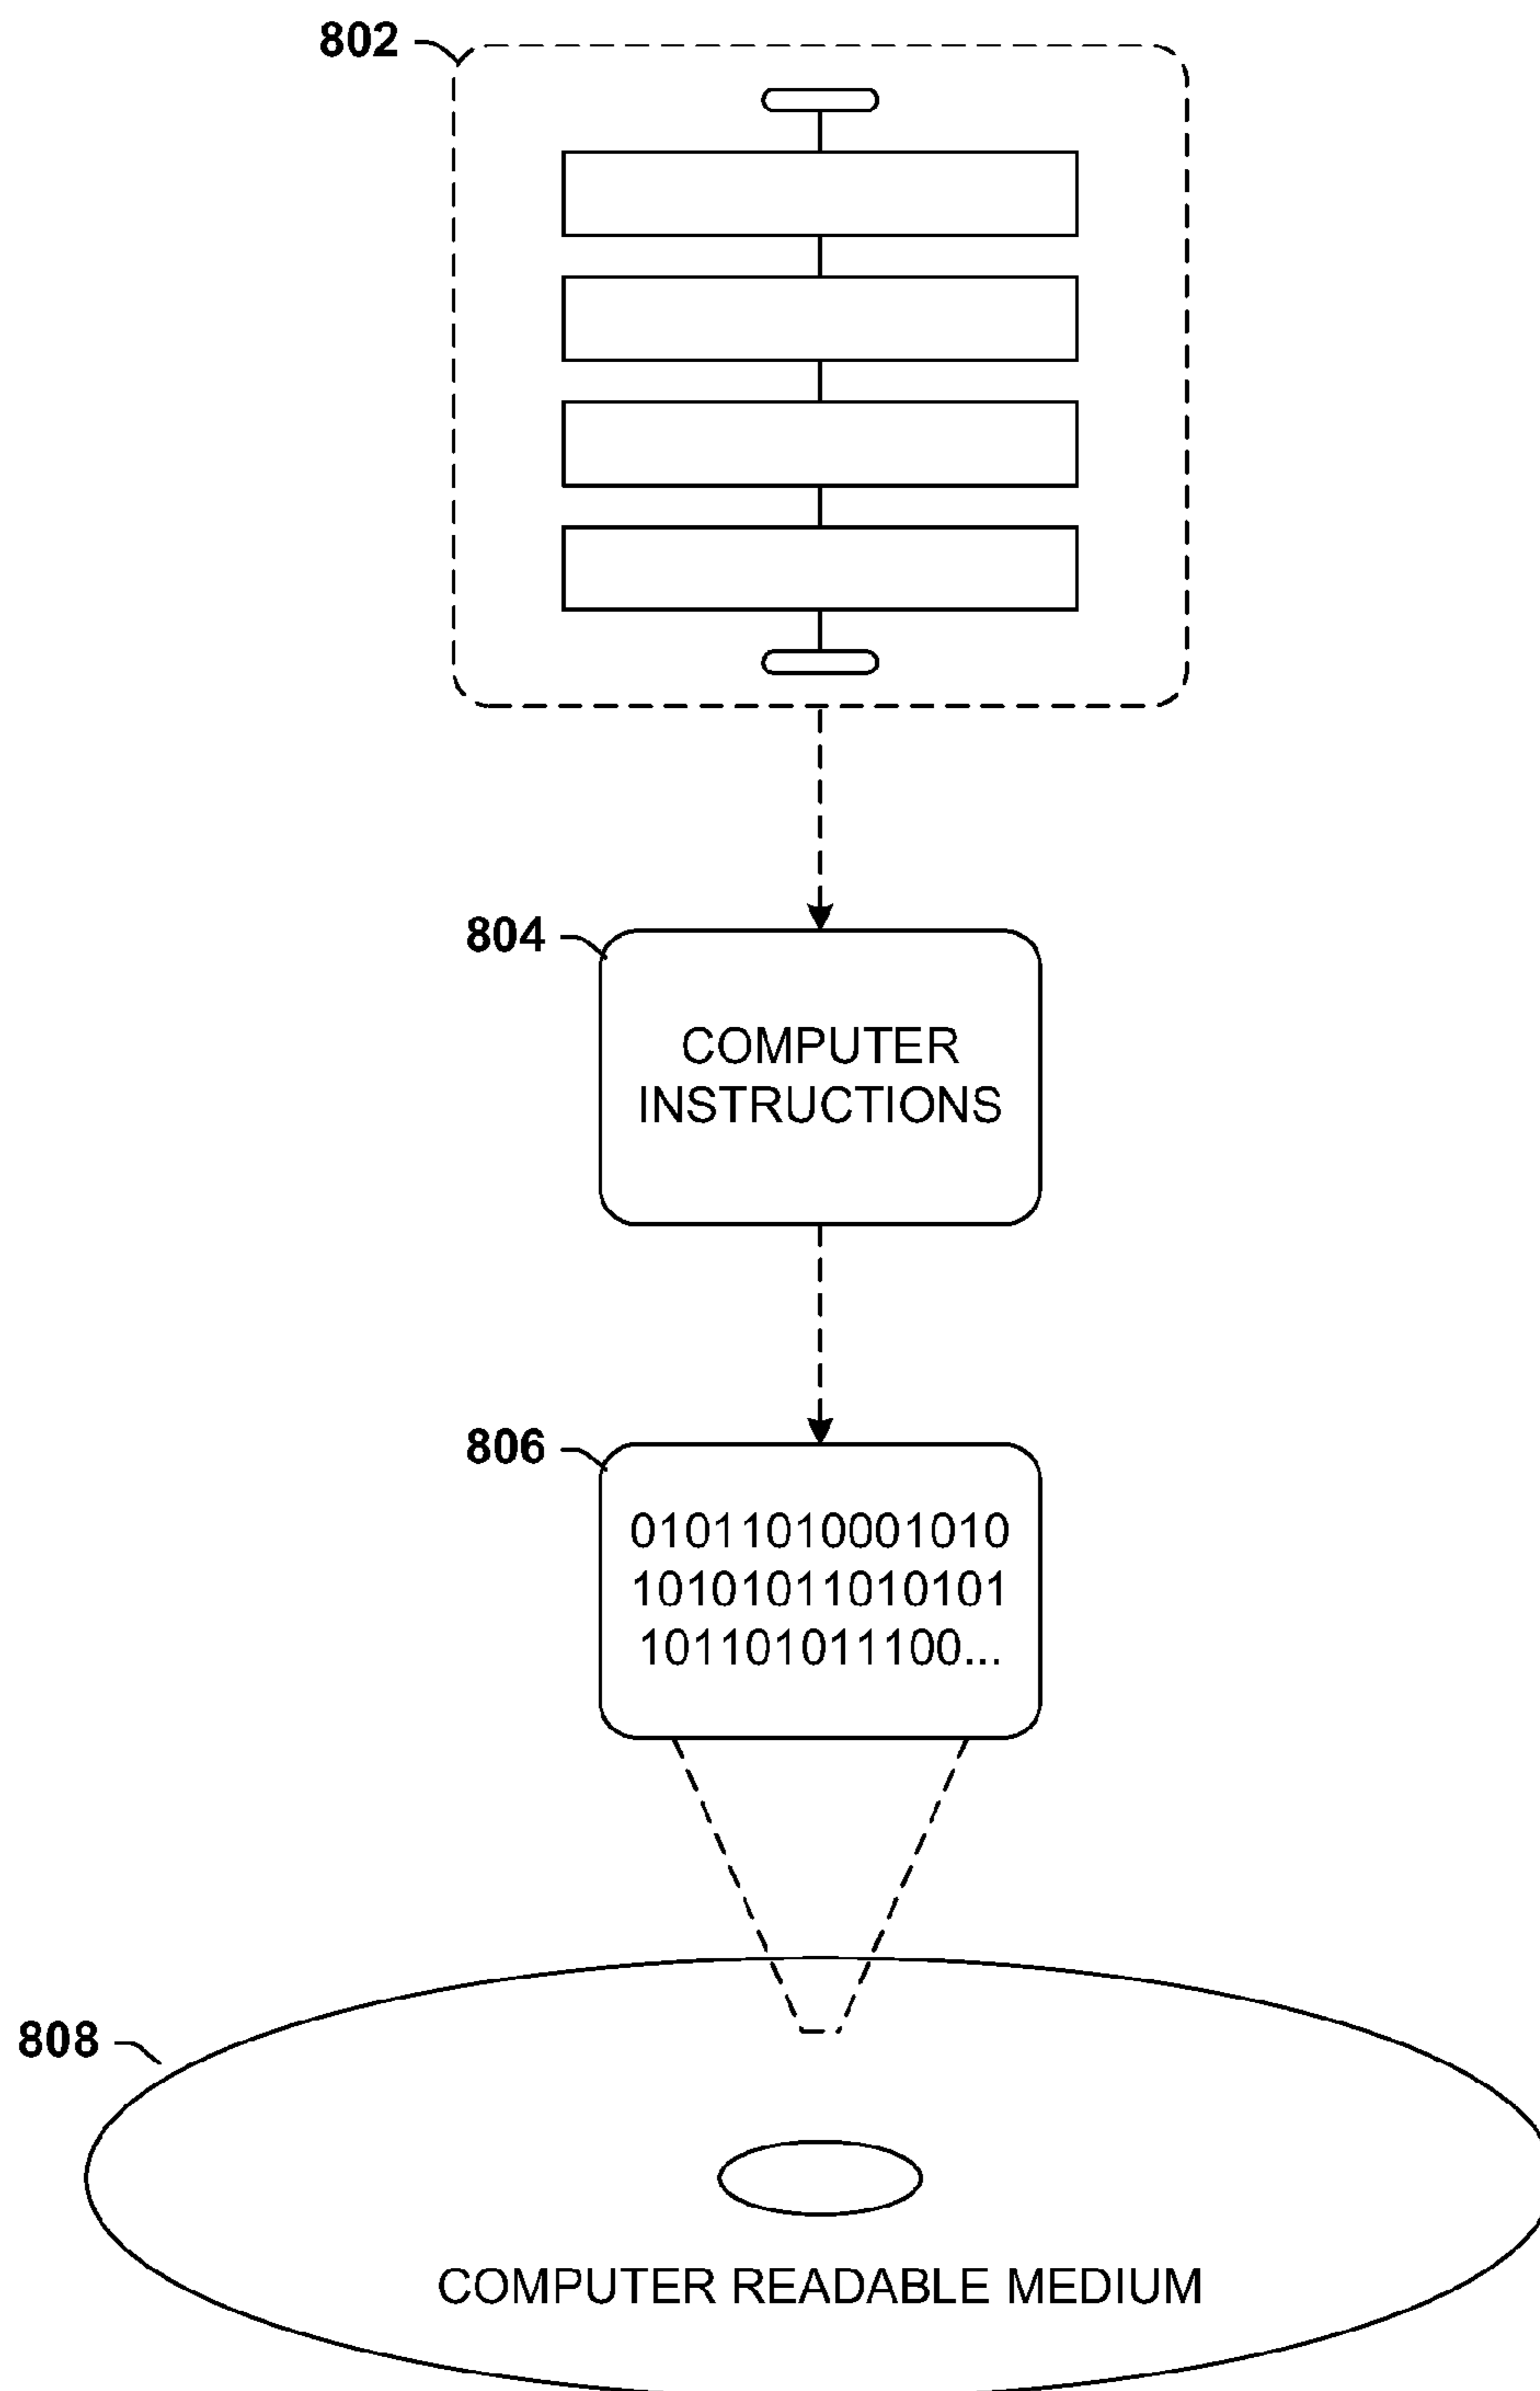 802
804
COMPUTER
INSTRUCTIONS
806
01011010001010
10101011010101
101101011100...
808
COMPUTER READABLE MEDIUM